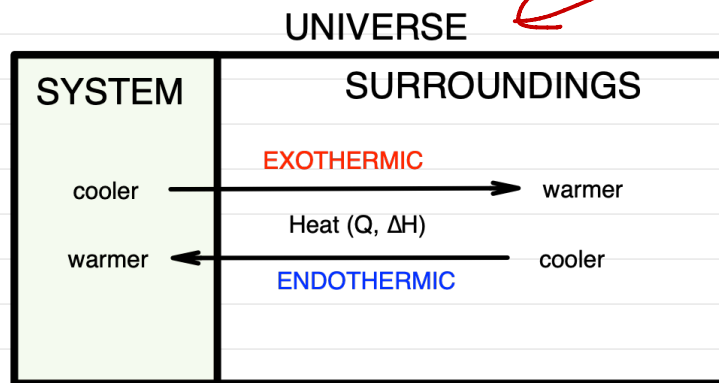 UNIVERSE
SYSTEM
SURROUNDINGS
EXOTHERMIC
cooler
warmer
Heat (Q, ΔH)
warmer
cooler
ENDOTHERMIC